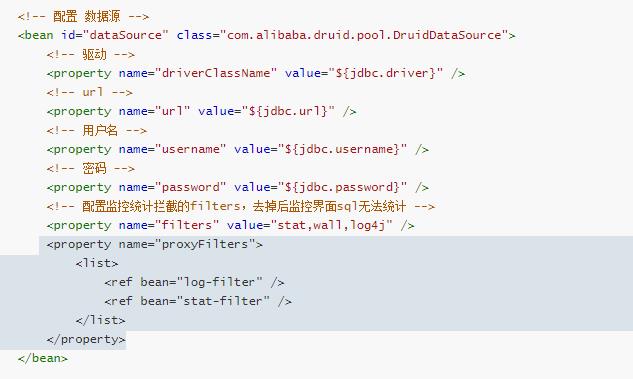 <!-- 配置 数据源 -->
<bean id="dataSource" class="com.alibaba.druid.pool.DruidDataSource">
<!-- 驱动 -->
<property name="driverClassName" value="${jdbc.driver}" />
<!-- url -->
<property name="url" value="${jdbc.url}" />
<!-- 用户名 -->
<property name="username" value="${jdbc.username}" />
<!-- 密码 -->
<property name="password" value="${jdbc.password}" />
<!-- 配置监控统计拦截的filters，去掉后监控界面sql无法统计 -->
<property name="filters" value="stat,wall,log4j" />
<property name="proxyFilters">
<list>
<ref bean="log-filter" />
<ref bean="stat-filter" />
</list>
</property>
</bean>